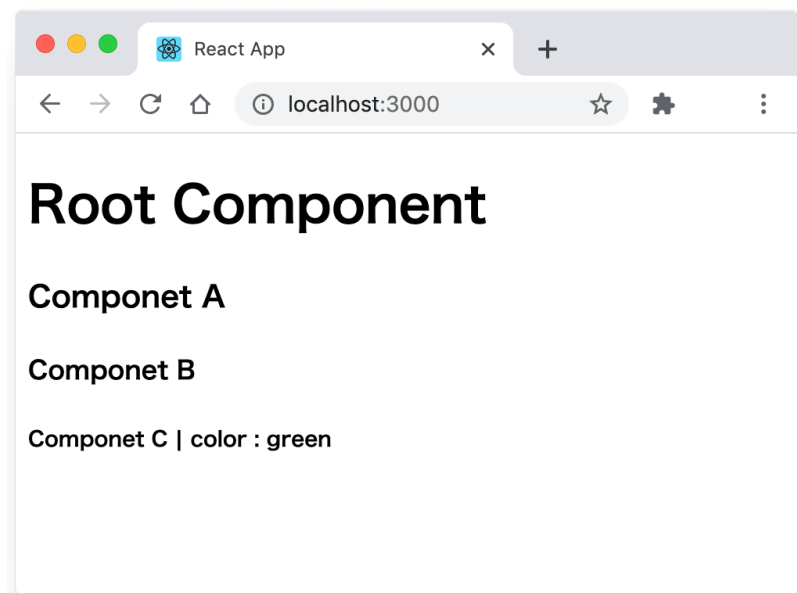 React App
localhost:3000
Root Component
Componet A
Componet B
Componet C | color : green